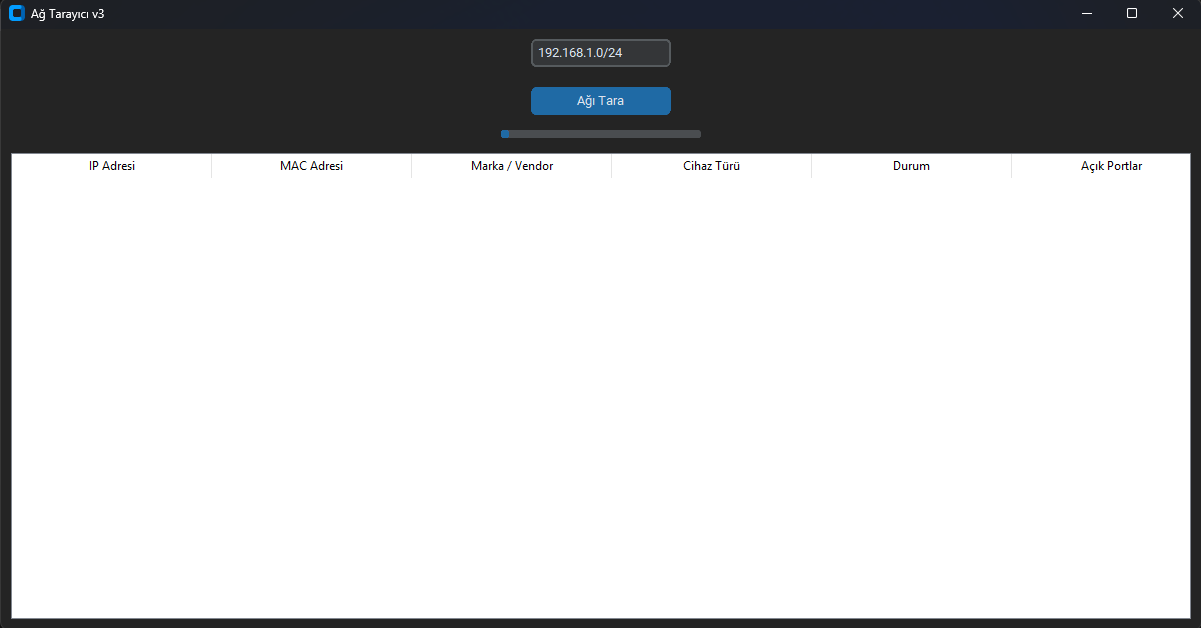 Ağ Tarayıcı v3
192.168.1.0/24
Ağı Tara
IP Adresi MAC Adresi Marka / Vendor Cihaz Türü Durum Açık Portlar